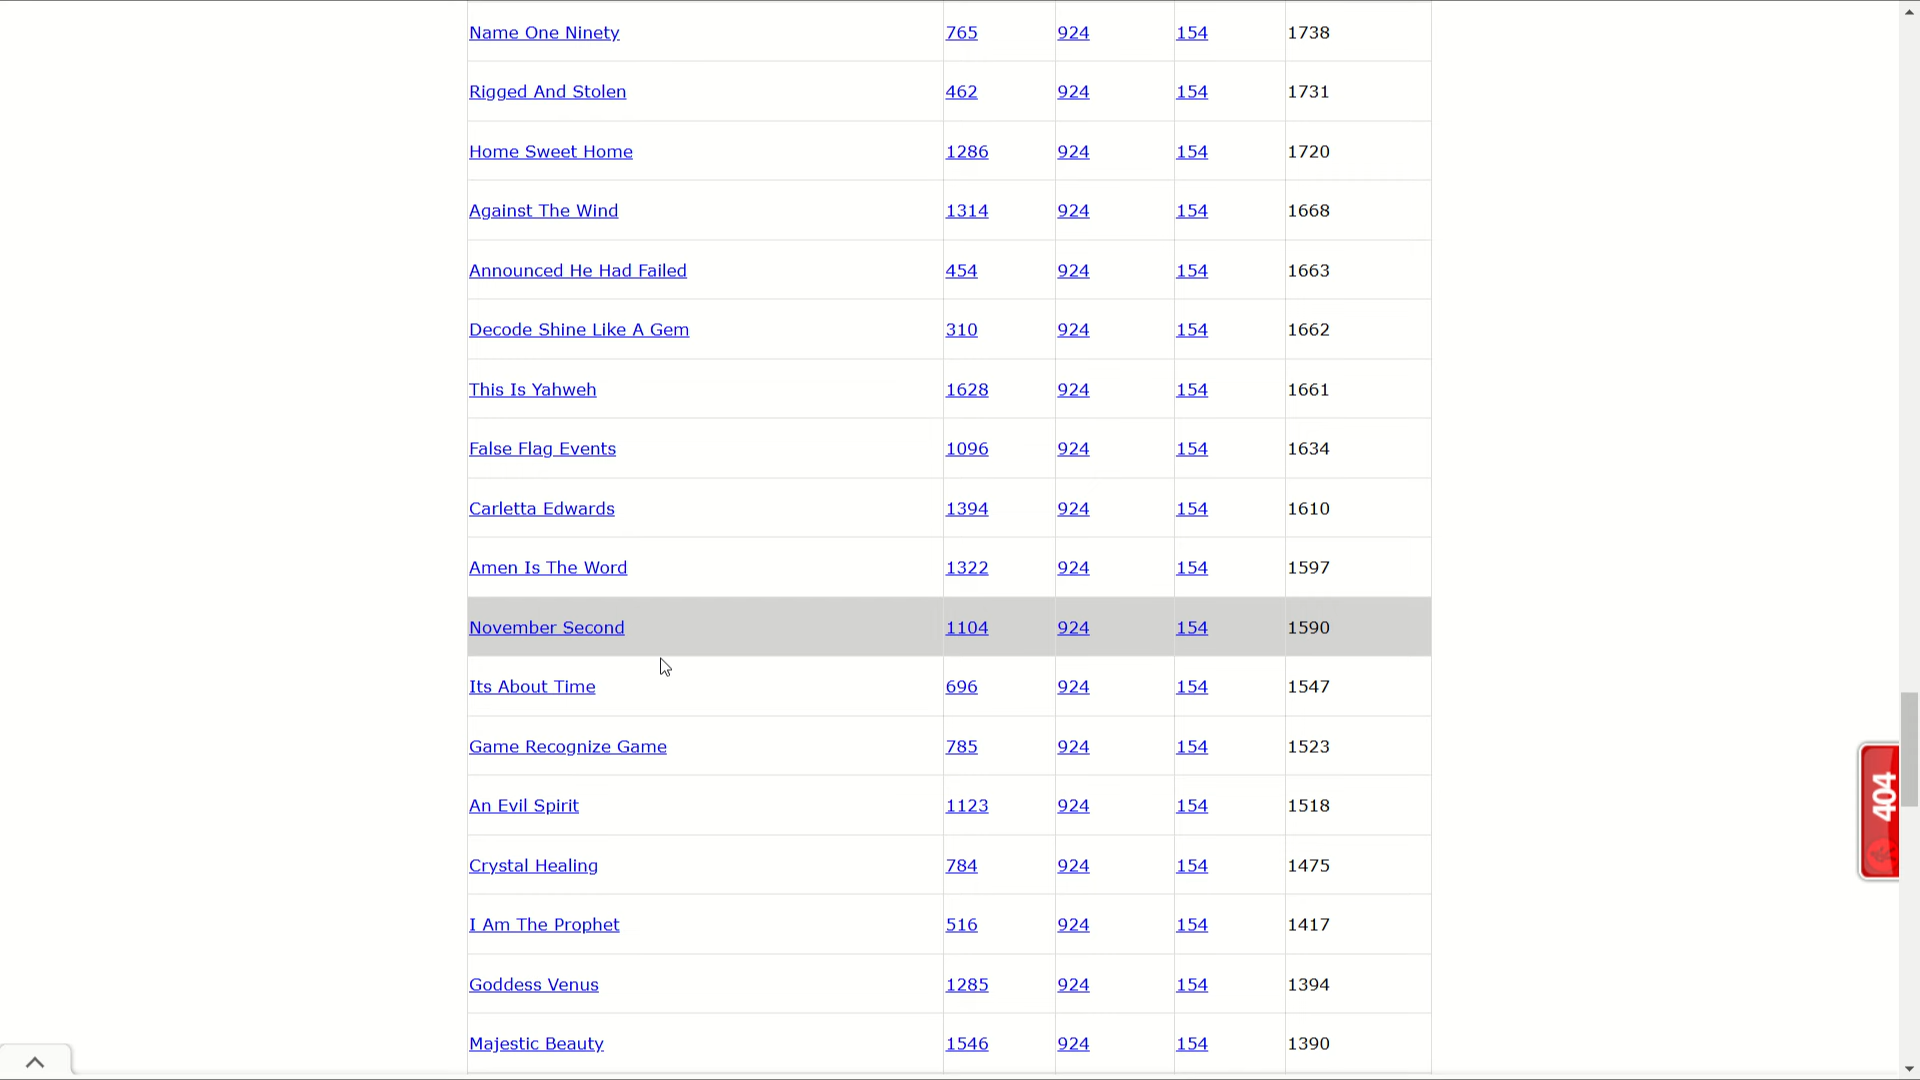 Name One Ninety 765 924 154 1738
Rigged And Stolen 462 924 154 1731
Home Sweet Home 1286 924 154 1720
Against The Wind 1314 924 154 1668
Announced He Had Failed 454 924 154 1663
Decode Shine Like A Gem 310 924 154 1662
This Is Yahweh 1628 924 154 1661
False Flag Events 1096 924 154 1634
Carletta Edwards 1394 924 154 1610
Amen Is The Word 1322 924 154 1597
November Second 1104 924 154 1590
Its About Time 696 924 154 1547
Game Recognize Game 785 924 154 1523
An Evil Spirit 1123 924 154 1518
Crystal Healing 784 924 154 1475
I Am The Prophet 516 924 154 1417
Goddess Venus 1285 924 154 1394
Majestic Beauty 1546 924 154 1390
404